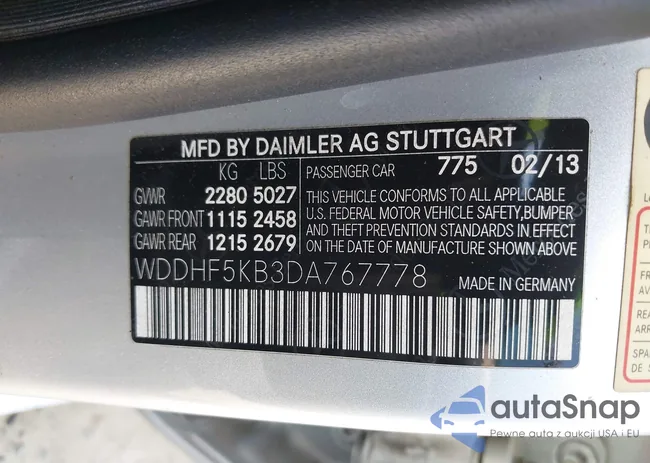 MFD BY DAIMLER AG STUTTGART
KG LBS
PASSENGER CAR 775 02/13
GVWR 2280 5027
GAWR FRONT 1115 2458
GAWR REAR 1215 2679
THIS VEHICLE CONFORMS TO ALL APPLICABLE
U.S. FEDERAL MOTOR VEHICLE SAFETY,BUMPER
AND THEFT PREVENTION STANDARDS IN EFFECT
ON DATE OF MANUFACTURE SHOWN ABOVE
WDDHF5KB3DA767778
MADE IN GERMANY
autoSnap
Pewne auta z aukcji USA i EU